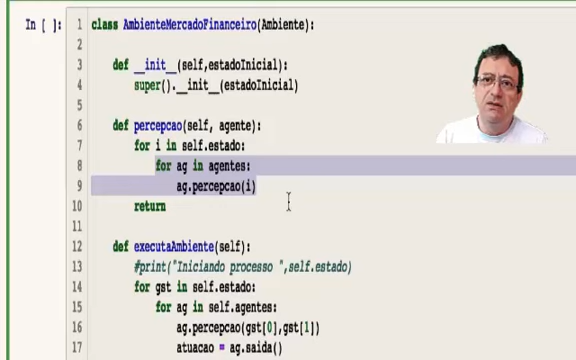 In [ ]:
1 class AmbienteMercadoFinanceiro(Ambiente):
2
3 def __init__(self,estadoInicial):
4 super().__init__(estadoInicial)
5
6 def percepcao(self, agente):
7 for i in self.estado:
8 for ag in agentes:
9 ag.percepcao(i)
10 return
11
12 def executaAmbiente(self):
13 #print("Iniciando processo ",self.estado)
14 for gst in self.estado:
15 for ag in self.agentes:
16 ag.percepcao(gst[0],gst[1])
17 atuacao = ag.saida()